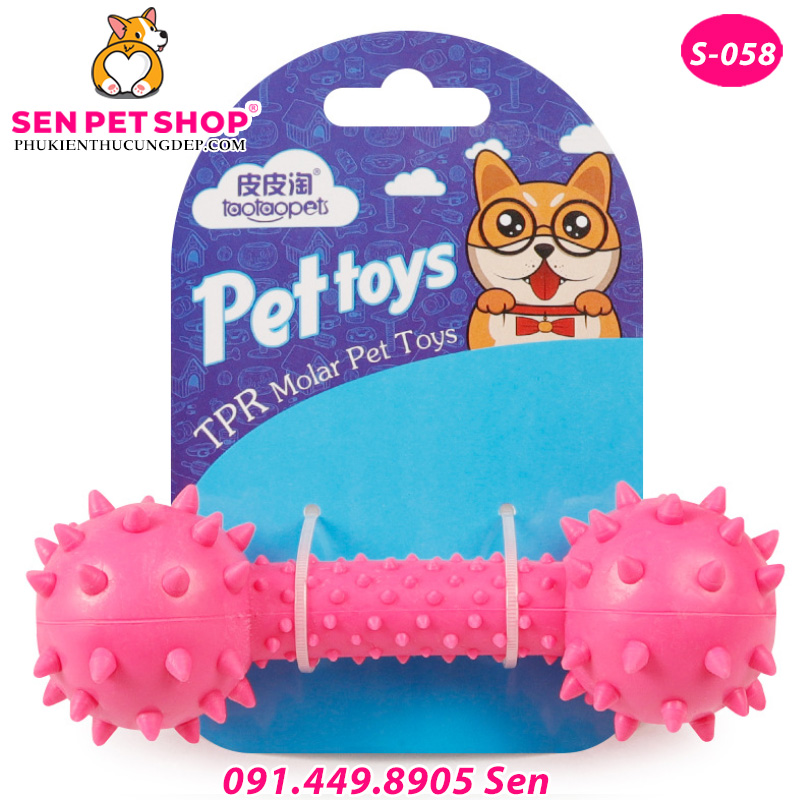 S-058
SEN PET SHOP®
PHUKIENTHUCUNGDEP.COM
皮皮淘®
taotaopets
Pet toys
TPR Molar Pet Toys
091.449.8905 Sen